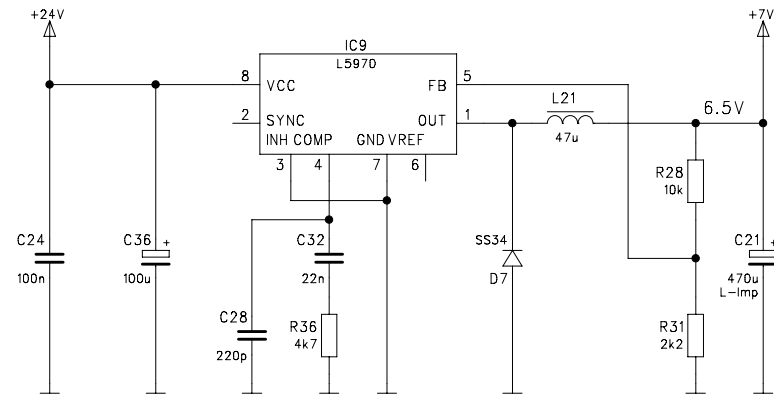 +24V
+7V
IC9
L5970
8
VCC
FB
5
L21
6.5V
2
SYNC
OUT
1
47u
INH COMP
GND VREF
3
4
7
6
R28
10k
C24
100n
C36
+
100u
C32
22n
SS34
D7
C21
+
470u
L-Imp
C28
220p
R36
4k7
R31
2k2